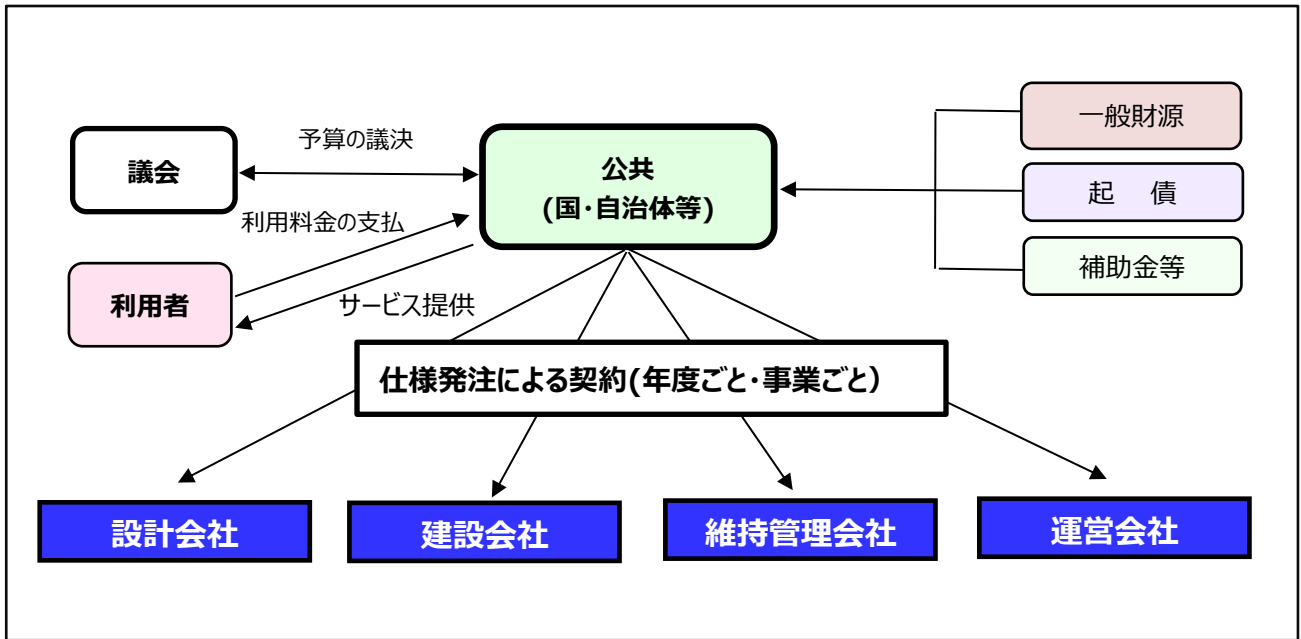 予算の議決
議会
公共
(国・自治体等)
一般財源
起　債
補助金等
利用料金の支払
利用者
サービス提供
仕様発注による契約(年度ごと・事業ごと）
設計会社
建設会社
維持管理会社
運営会社